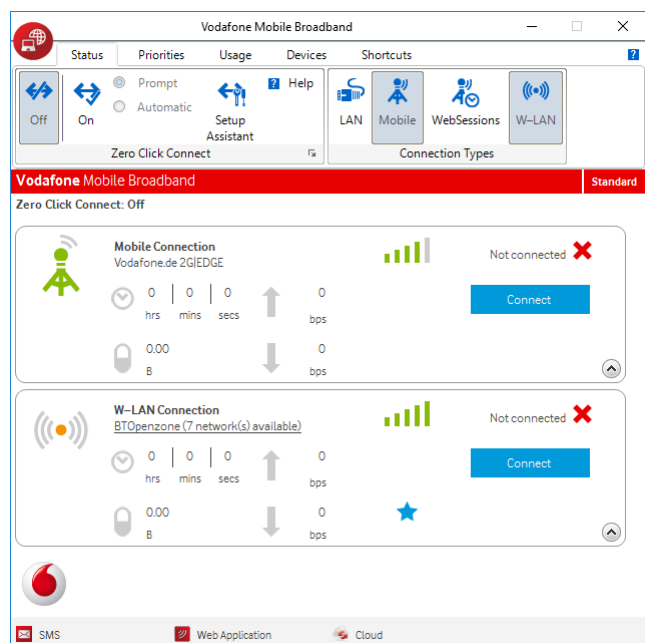 Vodafone Mobile Broadband
Status Priorities Usage Devices Shortcuts ?
Prompt ? Help
Automatic
Off On Setup Assistant LAN Mobile WebSessions W-LAN
Zero Click Connect Connection Types
Vodafone Mobile Broadband Standard
Zero Click Connect: Off
Mobile Connection
Vodafone.de 2G|EDGE
Not connected
0 0 0 0
hrs mins secs bps
Connect
0.00 0
B bps
W-LAN Connection
BTOpenzone (7 network(s) available)
Not connected
0 0 0 0
hrs mins secs bps
Connect
0.00 0
B bps
SMS Web Application Cloud